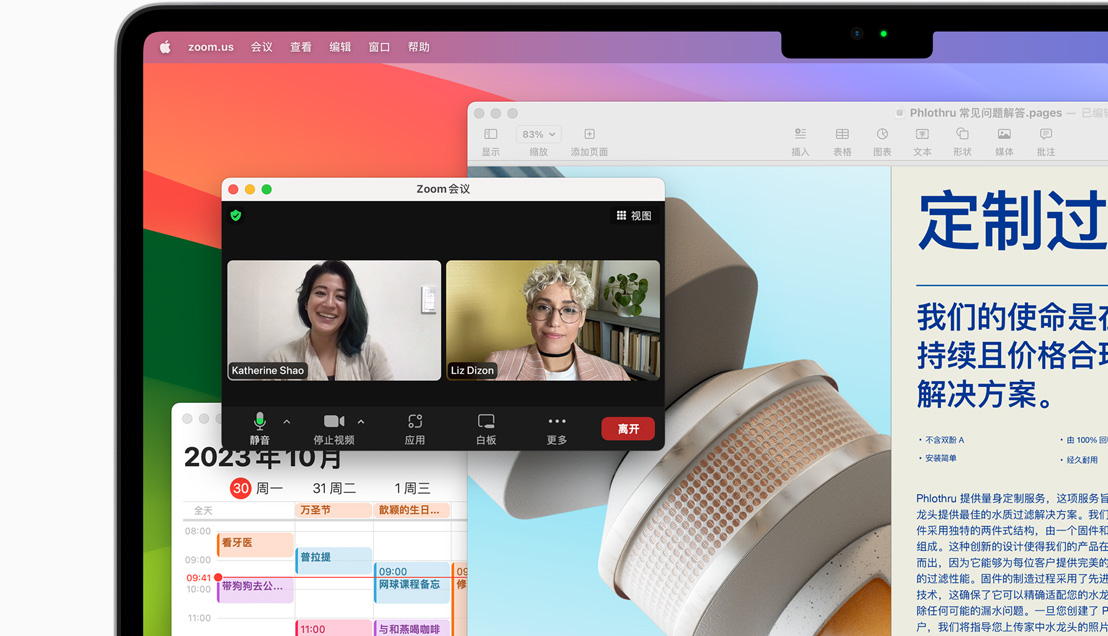 zoom.us 会议 查看 编辑 窗口 帮助
Phlothru 常见问题解答.pages — 已编辑
83%
显示 缩放 添加页面 插入 表格 图表 文本 形状 媒体 批注
Zoom 会议
视图
Katherine Shao
Liz Dizon
静音 停止视频 应用 白板 更多 离开
定制过
我们的使命是在
持续且价格合理
解决方案。
· 不含双酚 A · 由 100% 回
· 安装简单 · 经久耐用
Phlothru 提供量身定制服务，这项服务旨
龙头提供最佳的水质过滤解决方案。我们
件采用独特的两件式结构，由一个固件和
组成。这种创新的设计使得我们的产品在
而出，因为它能够为每位客户提供完美的
的过滤性能。固件的制造过程采用了先进
技术，这确保了它可以精确适配您的水龙
除任何可能的漏水问题。一旦您创建了 P
户，我们将指导您上传家中水龙头的照片
2023年10月
30 周一 31 周二 1 周三
全天 万圣节 歆颖的生日...
08:00
看牙医
09:00
普拉提
09:41
10:00
带狗狗去公...
09:00
网球课程备忘
09
修
11:00
11:00
与和燕喝咖啡